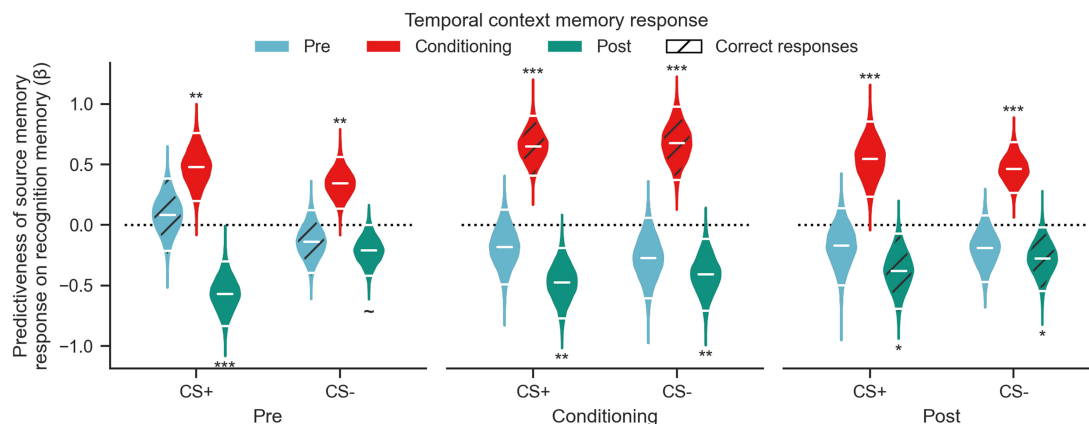 Temporal context memory response
Pre Conditioning Post Correct responses
Predictiveness of source memory
response on recognition memory (β)
1.0
0.5
0.0
−0.5
−1.0
** *** ** ~ *** ** *** ** *** * *** *
CS+ CS- CS+ CS- CS+ CS-
Pre Conditioning Post